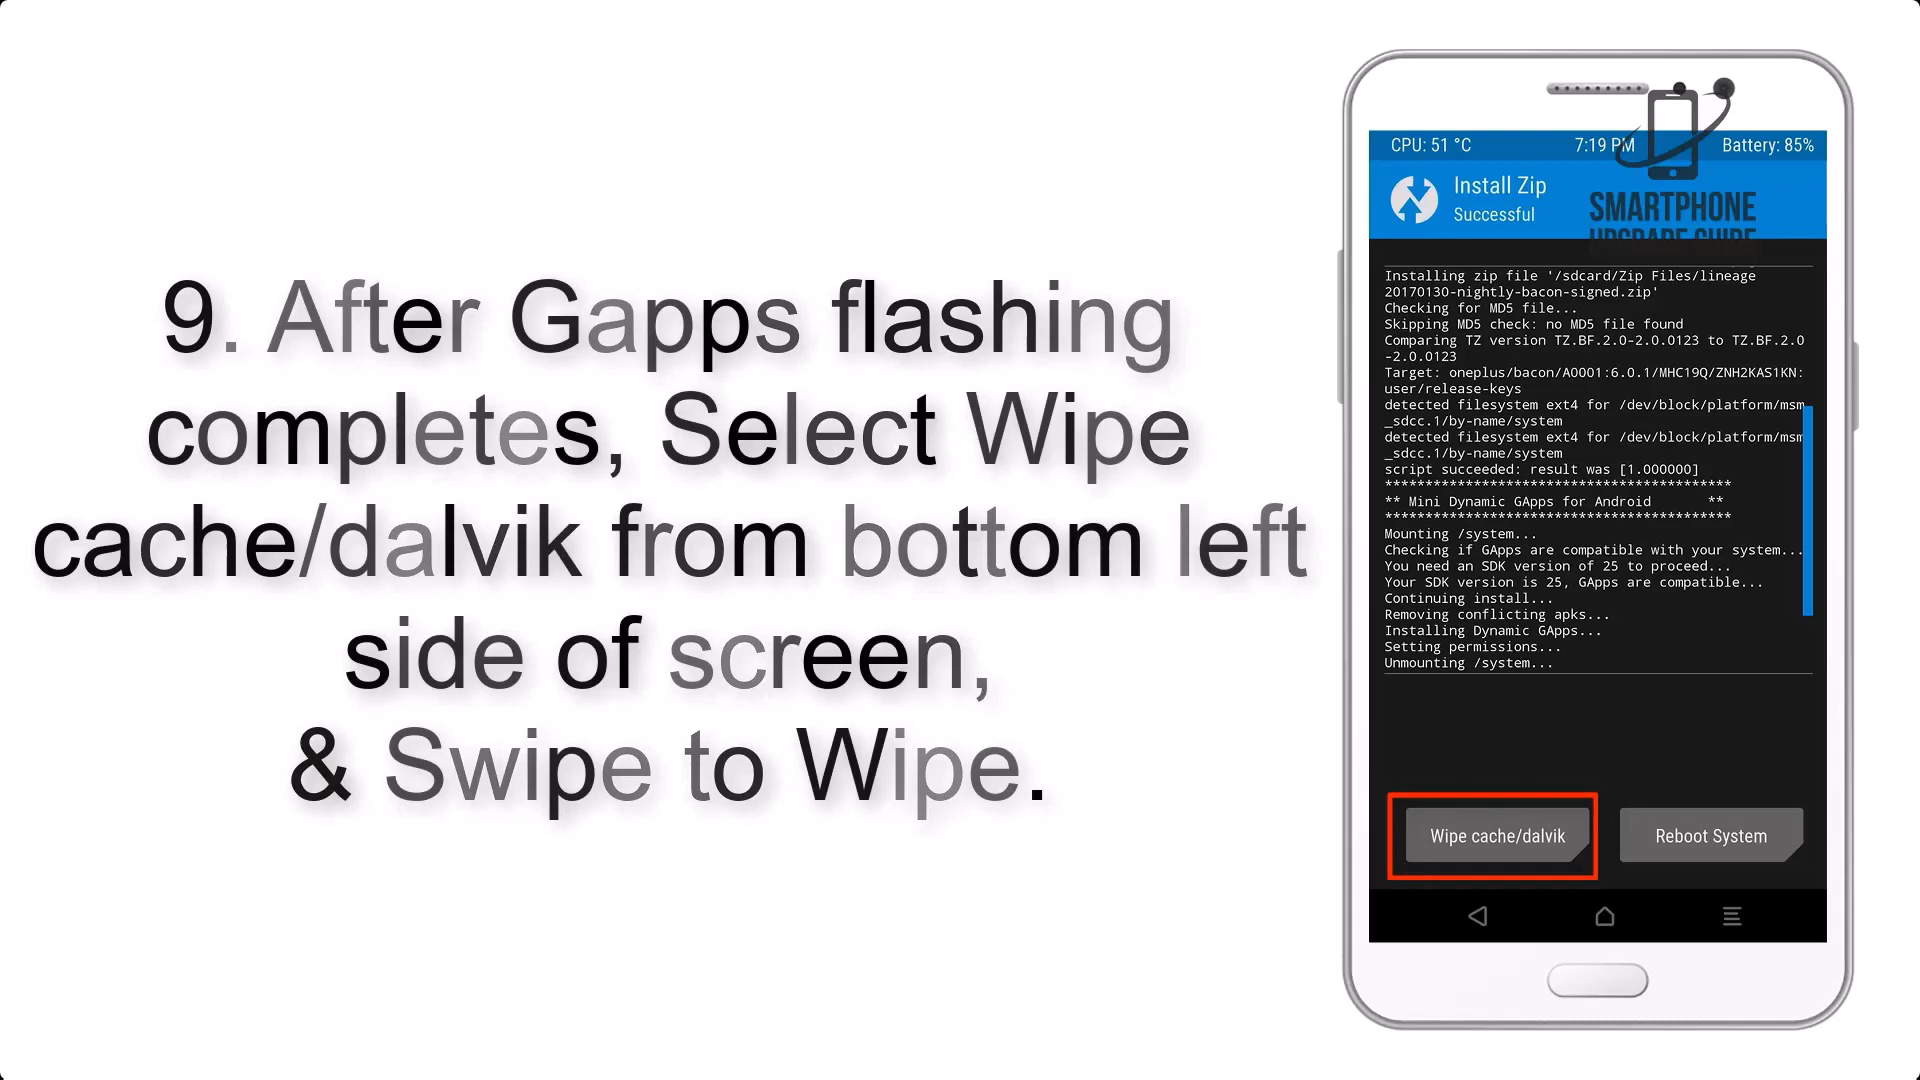 9. After Gapps flashing
completes, Select Wipe
cache/dalvik from bottom left
side of screen,
& Swipe to Wipe.
CPU: 51 °C 7:19 PM Battery: 85%
Install Zip
Successful
SMARTPHONE
UPGRADE GUIDE
Installing zip file '/sdcard/Zip Files/lineage
20170130-nightly-bacon-signed.zip'
Checking for MD5 file...
Skipping MD5 check: no MD5 file found
Comparing TZ version TZ.BF.2.0-2.0.0123 to TZ.BF.2.0
-2.0.0123
Target: oneplus/bacon/A0001:6.0.1/MHC19Q/ZNH2KAS1KN:
user/release-keys
detected filesystem ext4 for /dev/block/platform/msm
_sdcc.1/by-name/system
detected filesystem ext4 for /dev/block/platform/msm
_sdcc.1/by-name/system
script succeeded: result was [1.000000]
******************************************
** Mini Dynamic GApps for Android **
******************************************
Mounting /system...
Checking if GApps are compatible with your system...
You need an SDK version of 25 to proceed...
Your SDK version is 25, GApps are compatible...
Continuing install...
Removing conflicting apks...
Installing Dynamic GApps...
Setting permissions...
Unmounting /system...
Wipe cache/dalvik Reboot System